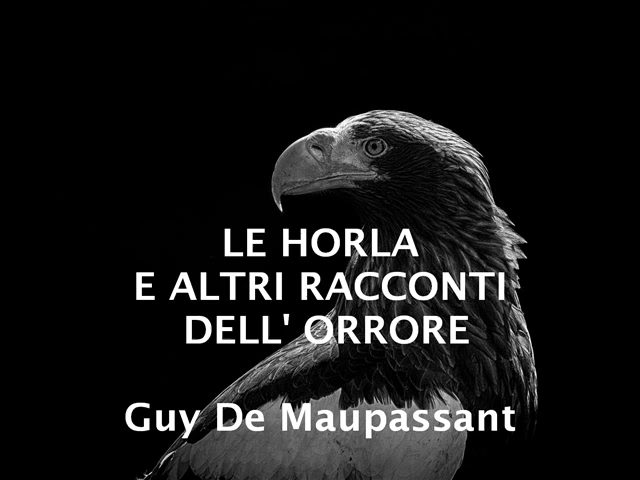 LE HORLA
E ALTRI RACCONTI
DELL' ORRORE
Guy De Maupassant